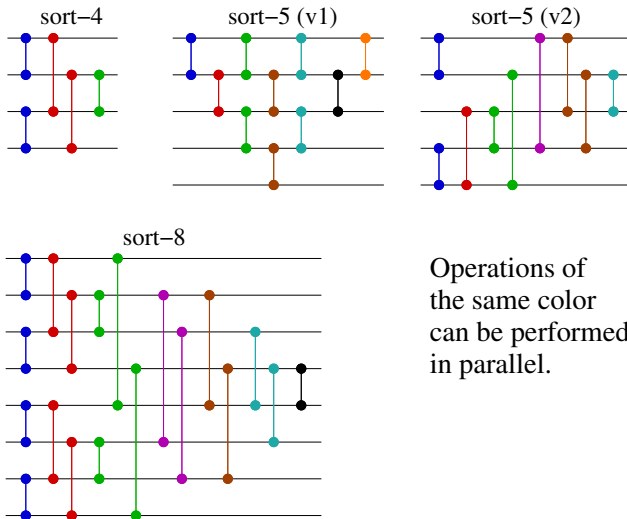 sort−4
sort−5 (v1)
sort−5 (v2)
sort−8
Operations of
the same color
can be performed
in parallel.